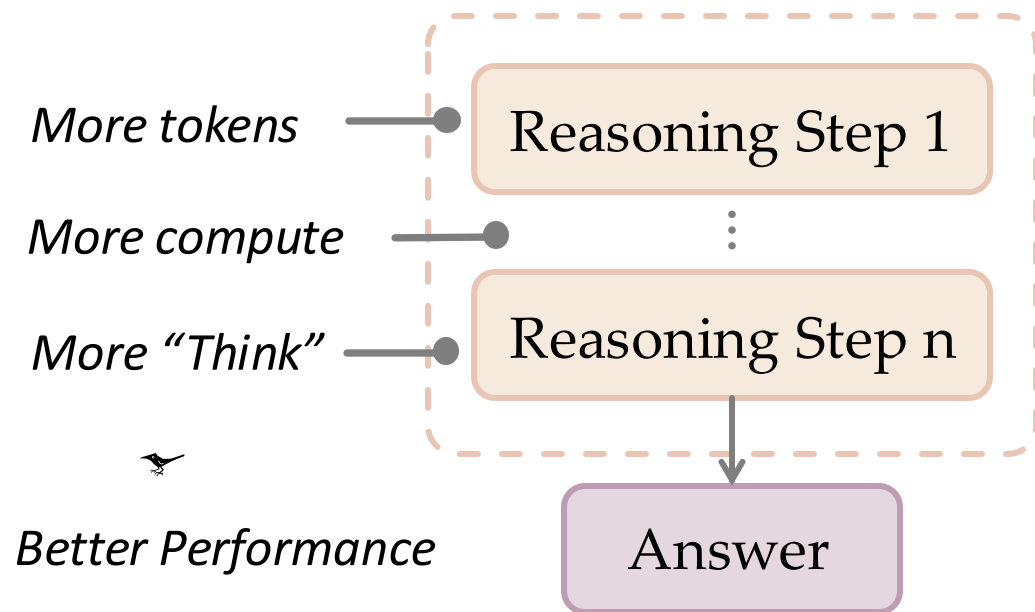 More tokens
Reasoning Step 1
More compute
More “Think”
Reasoning Step n
Better Performance
Answer